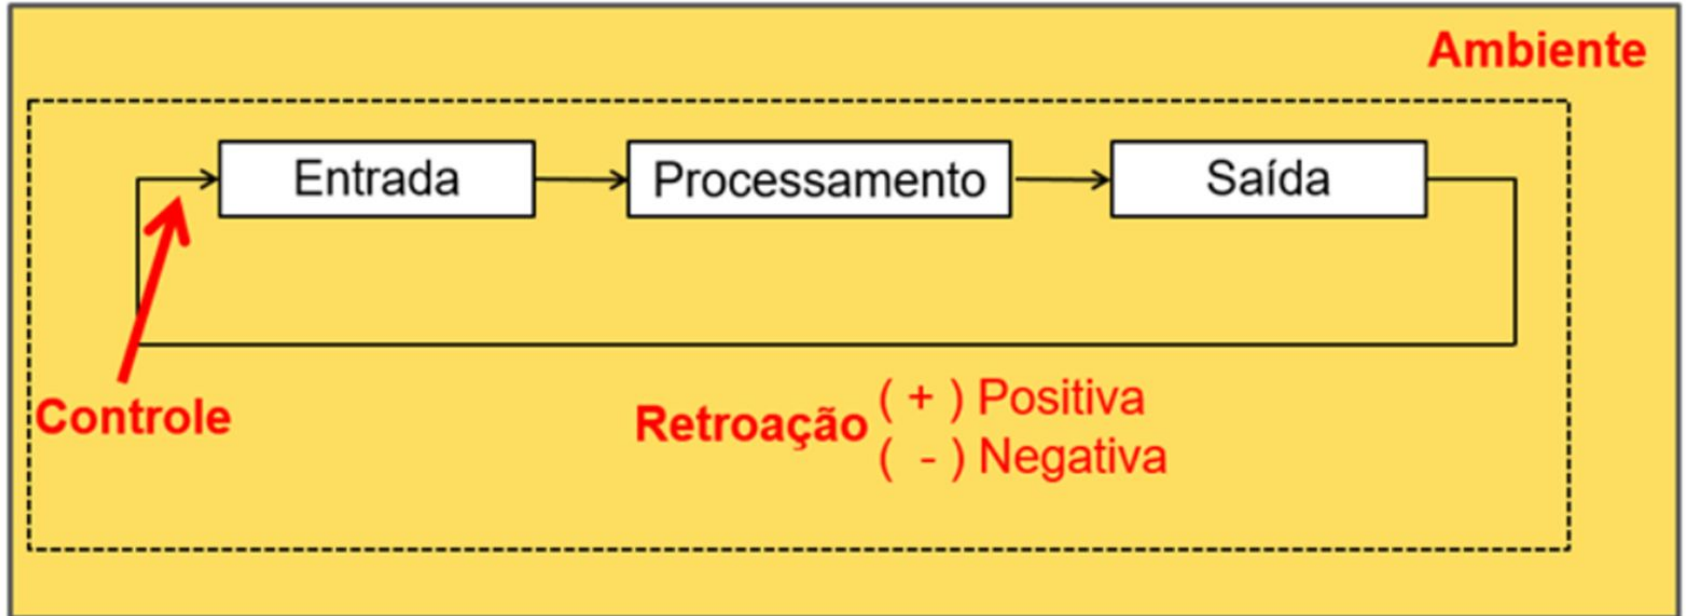 Ambiente
Entrada
Processamento
Saída
Controle
Retroação
( + ) Positiva
( - ) Negativa